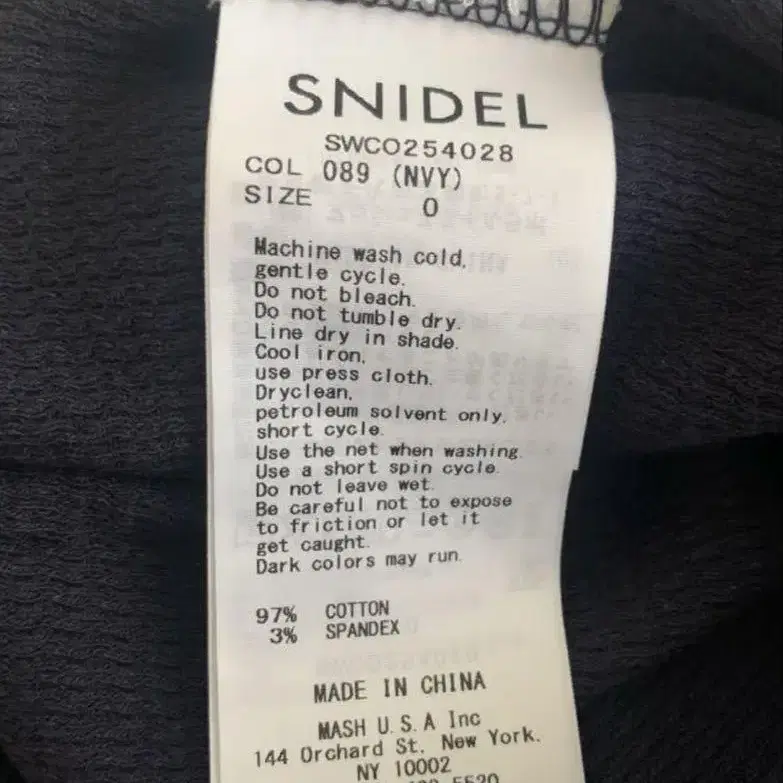 SNIDEL
SWCO254028
COL 089 (NVY)
SIZE 0
Machine wash cold,
gentle cycle.
Do not bleach.
Do not tumble dry.
Line dry in shade.
Cool iron,
use press cloth.
Dryclean,
petroleum solvent only,
short cycle.
Use the net when washing.
Use a short spin cycle.
Do not leave wet.
Be careful not to expose
to friction or let it
get caught.
Dark colors may run.
97% COTTON
3% SPANDEX
MADE IN CHINA
MASH U.S.A Inc
144 Orchard St. New York.
NY 10002